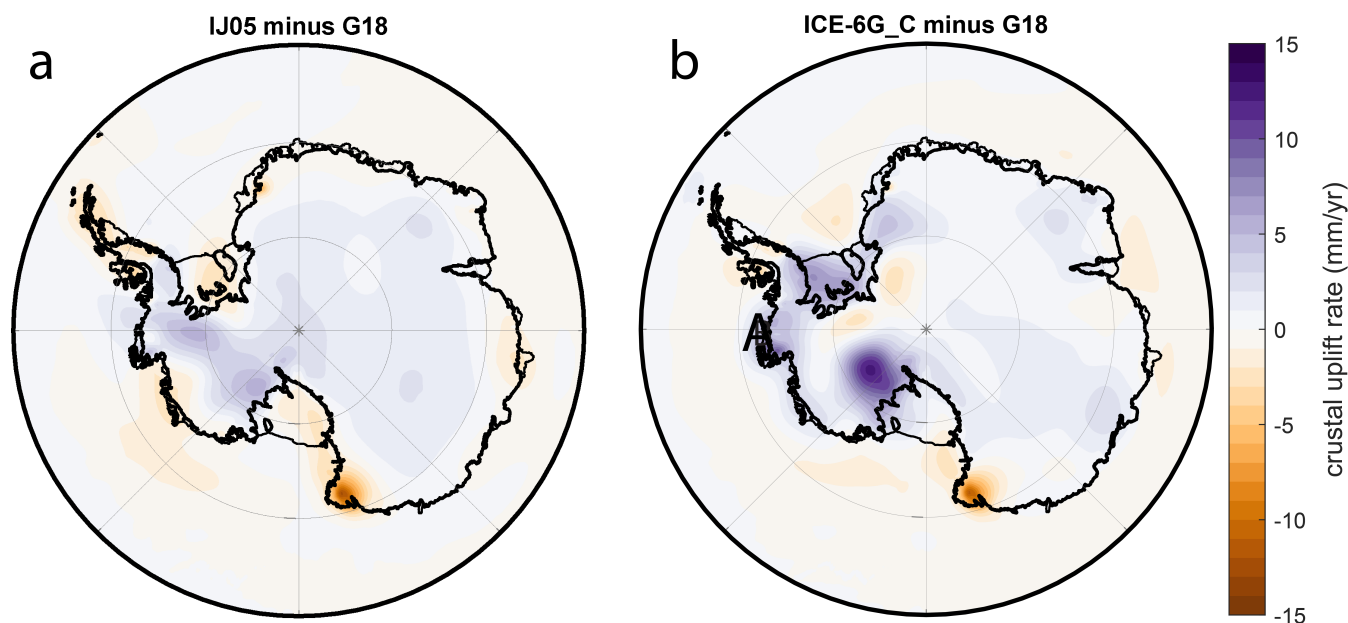 IJ05 minus G18
ICE-6G_C minus G18
a
b
A
15
10
5
0
-5
-10
-15
crustal uplift rate (mm/yr)